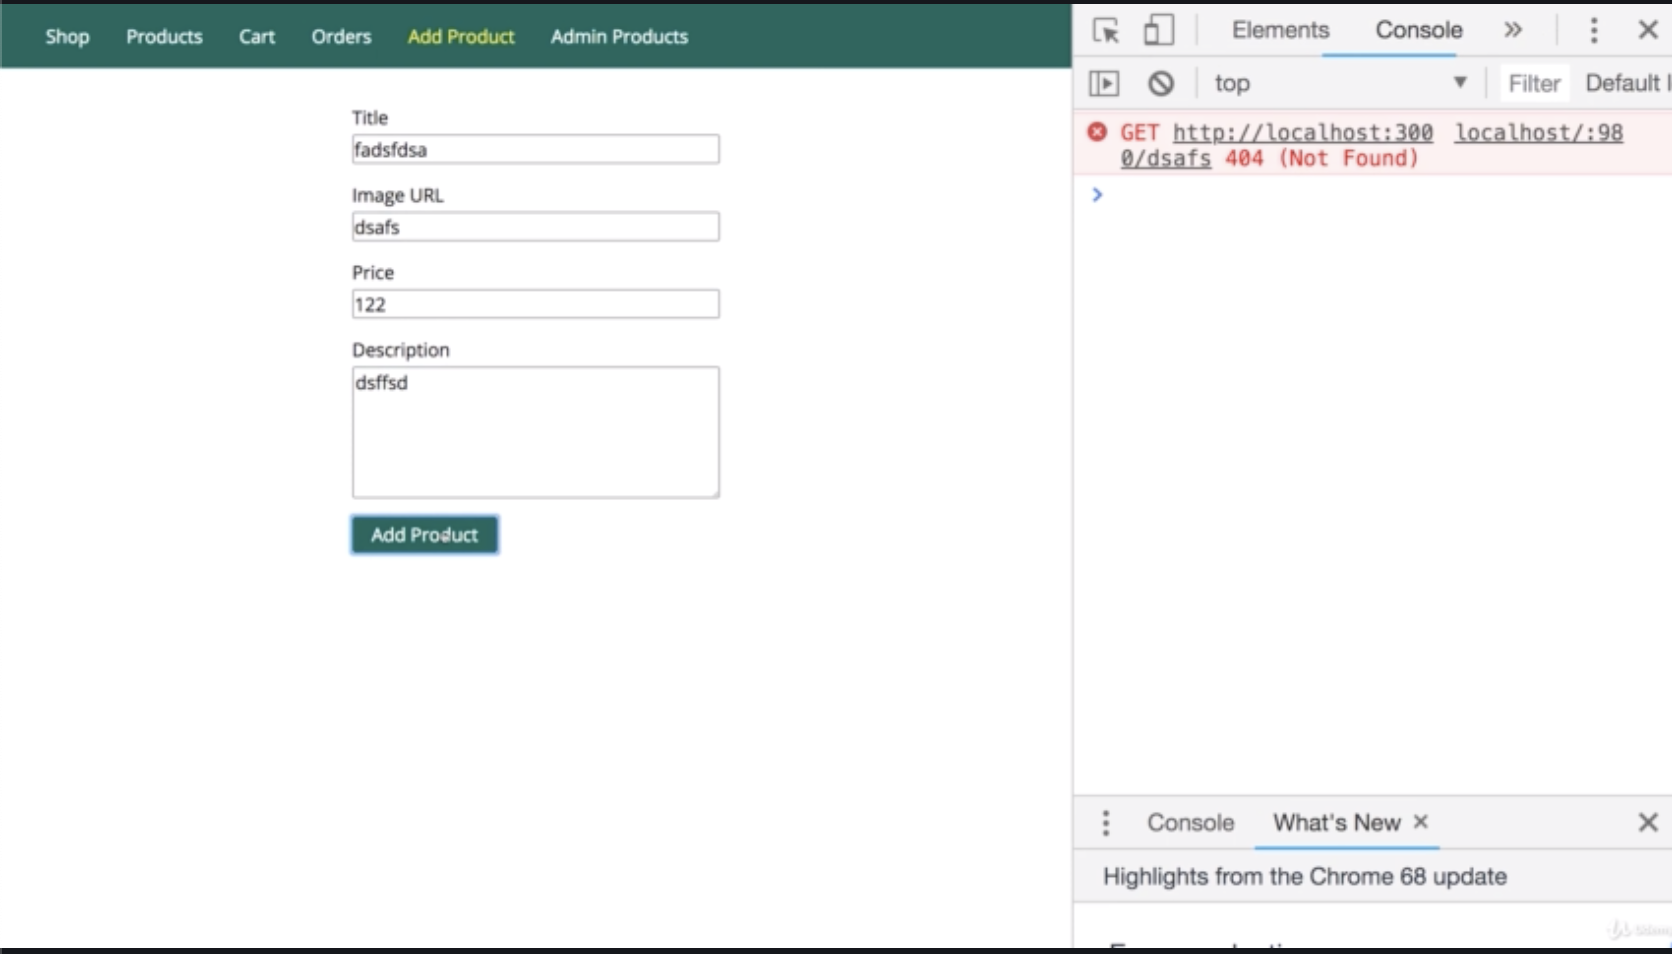 Shop Products Cart Orders Add Product Admin Products
Title
fadsfdsa
Image URL
dsafs
Price
122
Description
dsffsd
Add Product
Elements Console
top Filter Default
GET http://localhost:300 localhost/:98
0/dsafs 404 (Not Found)
Console What's New
Highlights from the Chrome 68 update